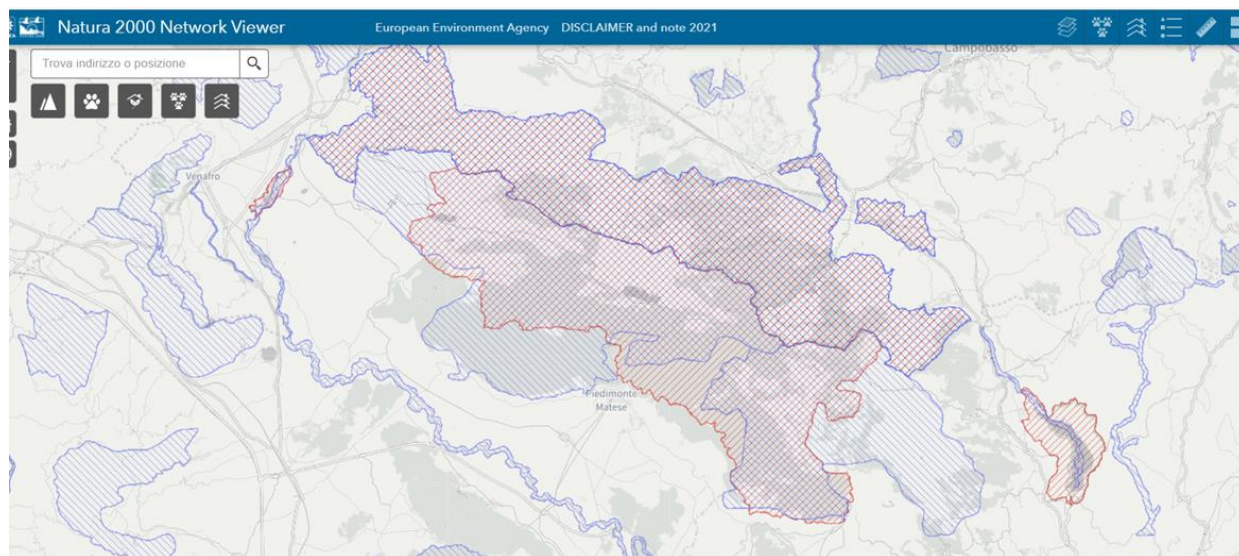 Natura 2000 Network Viewer
European Environment Agency DISCLAIMER and note 2021
Trova indirizzo o posizione
Campobasso
Venafro
Piedimonte
Matese